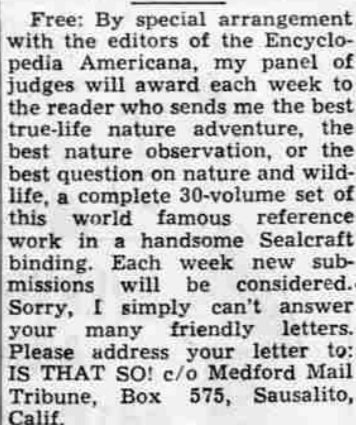 Free: By special arrangement
with the editors of the Encyclo-
pedia Americana, my panel of
judges will award each week to
the reader who sends me the best
true-life nature adventure, the
best nature observation, or the
best question on nature and wild-
life, a complete 30-volume set of
this world famous reference
work in a handsome Sealcraft
binding. Each week new sub-
missions will be considered.
Sorry, I simply can't answer
your many friendly letters.
Please address your letter to:
IS THAT SO! c/o Medford Mail
Tribune, Box 575, Sausalito,
Calif.